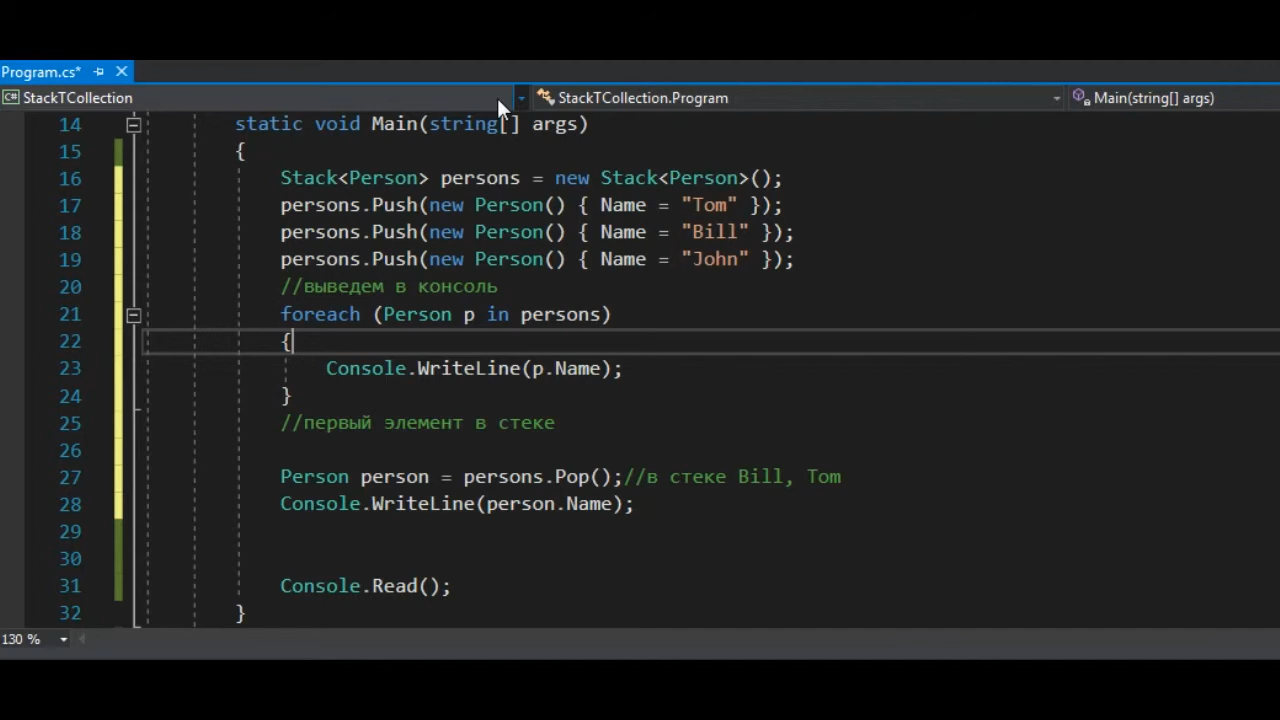 Program.cs*
StackTCollection StackTCollection.Program Main(string[] args)
14 static void Main(string[] args)
15 {
16 Stack<Person> persons = new Stack<Person>();
17 persons.Push(new Person() { Name = "Tom" });
18 persons.Push(new Person() { Name = "Bill" });
19 persons.Push(new Person() { Name = "John" });
20 //выведем в консоль
21 foreach (Person p in persons)
22 {
23 Console.WriteLine(p.Name);
24 }
25 //первый элемент в стеке
26
27 Person person = persons.Pop();//в стеке Bill, Tom
28 Console.WriteLine(person.Name);
29
30
31 Console.Read();
32 }
130 %